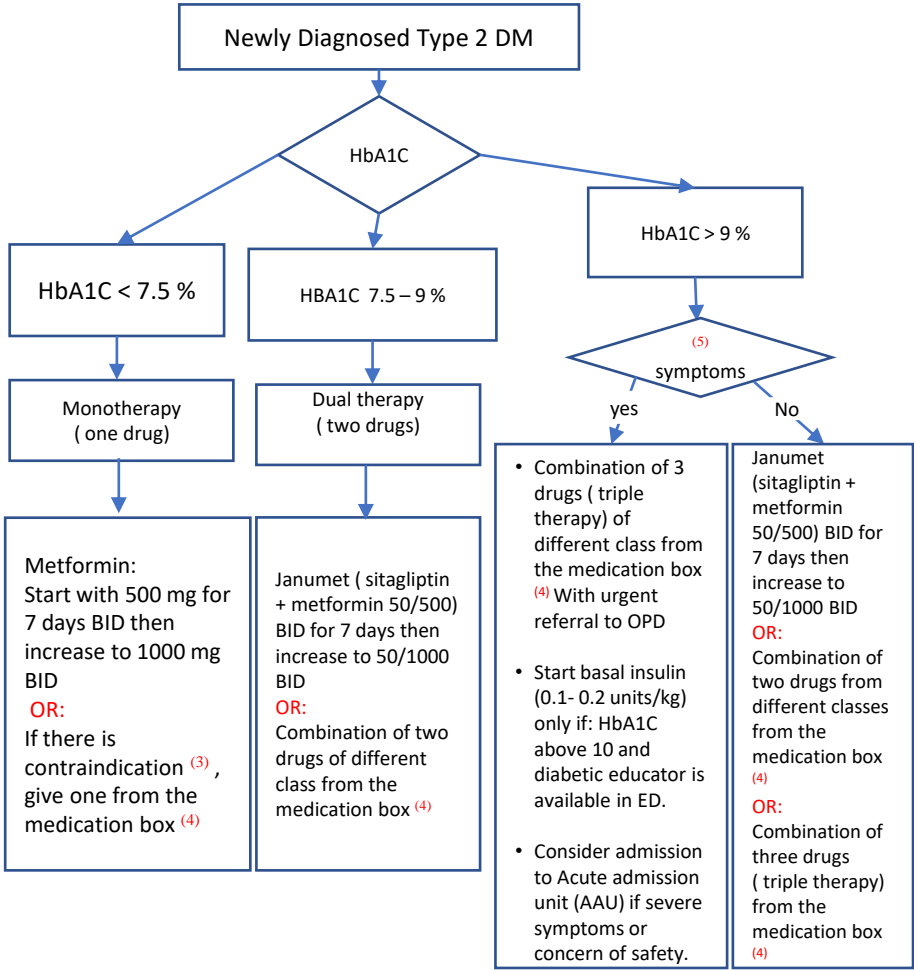 Newly Diagnosed Type 2 DM
HbA1C
HbA1C < 7.5 %
HBA1C 7.5 – 9 %
HbA1C > 9 %
(5)
symptoms
yes
No
Monotherapy
( one drug)
Dual therapy
( two drugs)
Metformin:
Start with 500 mg for
7 days BID then
increase to 1000 mg
BID
OR:
If there is
contraindication (3) ,
give one from the
medication box (4)
Janumet ( sitagliptin
+ metformin 50/500)
BID for 7 days then
increase to 50/1000
BID
OR:
Combination of two
drugs of different
class from the
medication box (4)
• Combination of 3
drugs ( triple
therapy) of
different class from
the medication box
(4) With urgent
referral to OPD
• Start basal insulin
(0.1- 0.2 units/kg)
only if: HbA1C
above 10 and
diabetic educator is
available in ED.
• Consider admission
to Acute admission
unit (AAU) if severe
symptoms or
concern of safety.
Janumet
(sitagliptin +
metformin
50/500) BID for
7 days then
increase to
50/1000 BID
OR:
Combination of
two drugs from
different classes
from the
medication box
(4)
OR:
Combination of
three drugs
( triple therapy)
from the
medication box
(4)